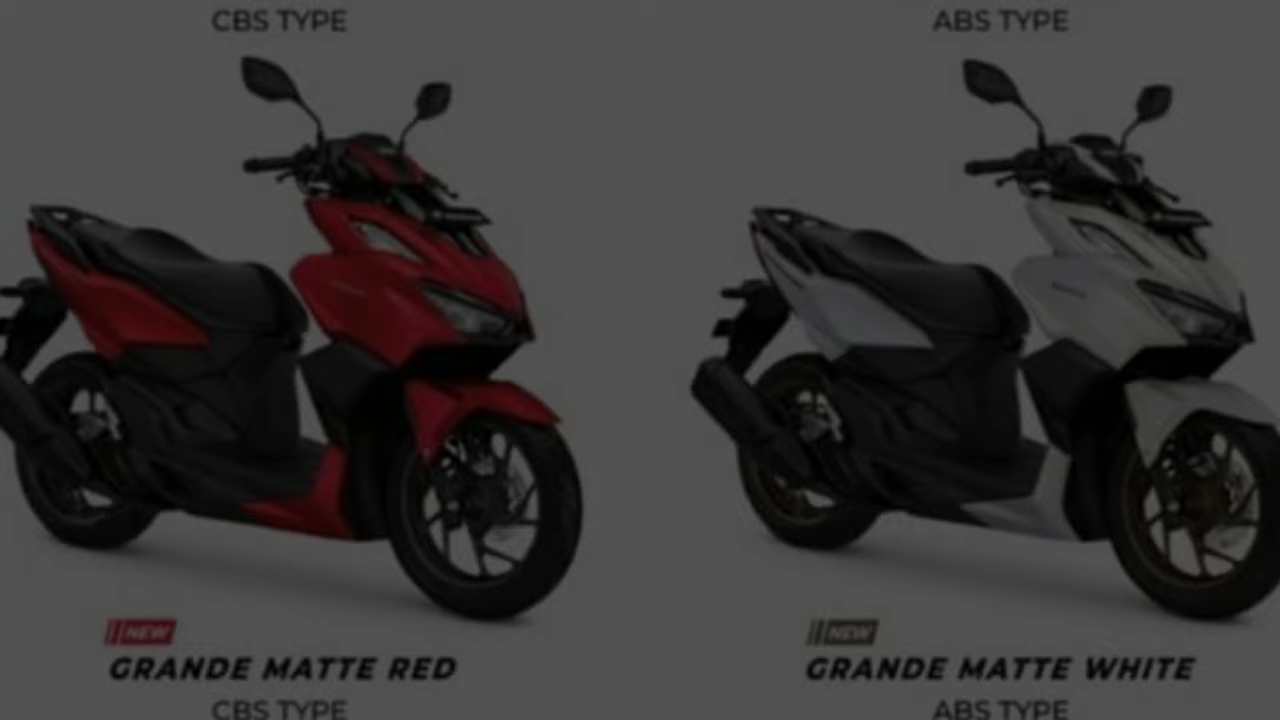 CBS TYPE
ABS TYPE
NEW
GRANDE MATTE RED
CBS TYPE
NEW
GRANDE MATTE WHITE
ABS TYPE